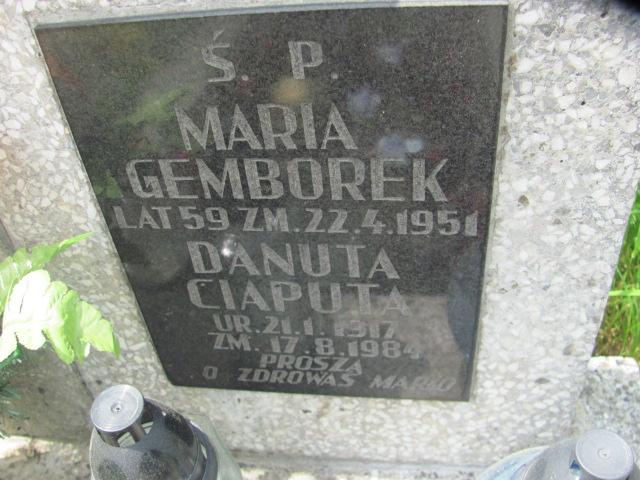 Ś. P.
MARIA
GEMBOREK
LAT 59 ZM. 22.4.1951
DANUTA
CIAPUTA
UR. 21.1.1917
ZM. 17.8.1984
PROSZĄ
O ZDROWAŚ MARIO